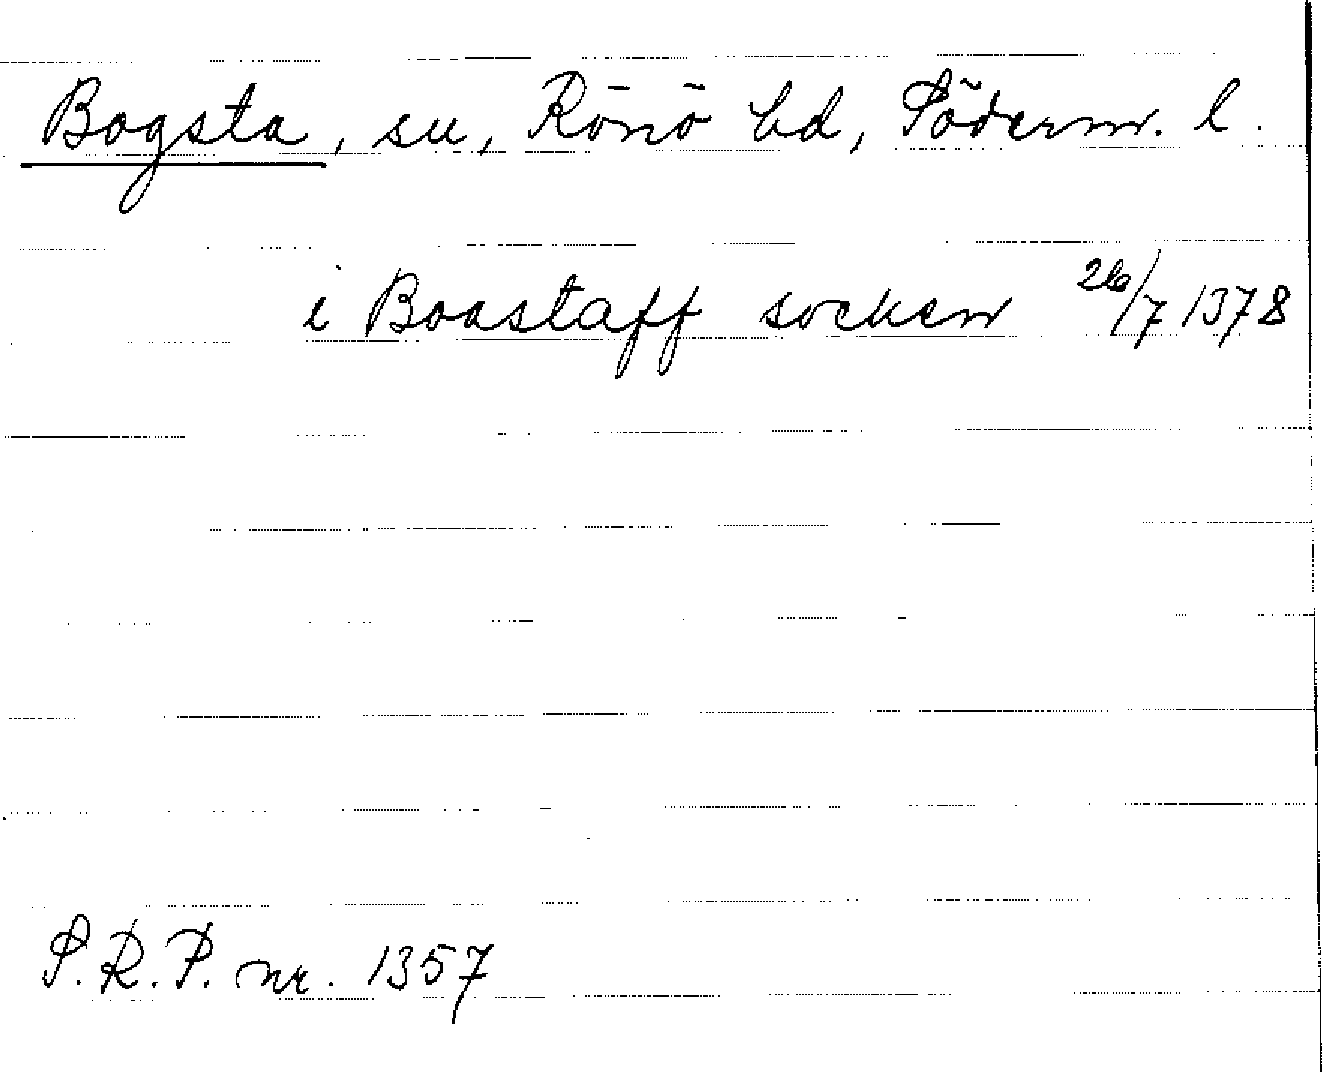 Bogsta, sn, Rönö hd, Söderm. l.
i Boastaff socken 26/7 1378
S.R.P. nr. 1357